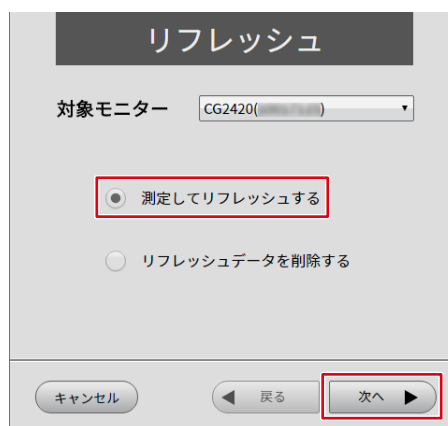 リフレッシュ
対象モニター CG2420( )
測定してリフレッシュする
リフレッシュデータを削除する
キャンセル 戻る 次へ